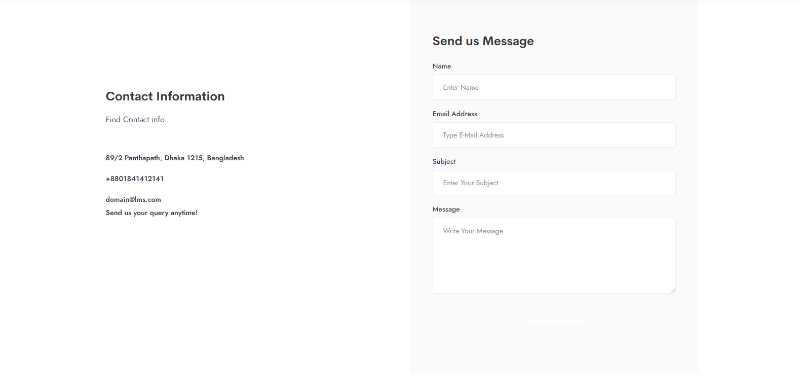 Contact Information
Find Contact info.
89/2 Panthapath, Dhaka 1215, Bangladesh
+8801841412141
domain@lms.com
Send us your query anytime!
Send us Message
Name
Enter Name
Email Address
Type E-Mail Address
Subject
Enter Your Subject
Message
Write Your Message